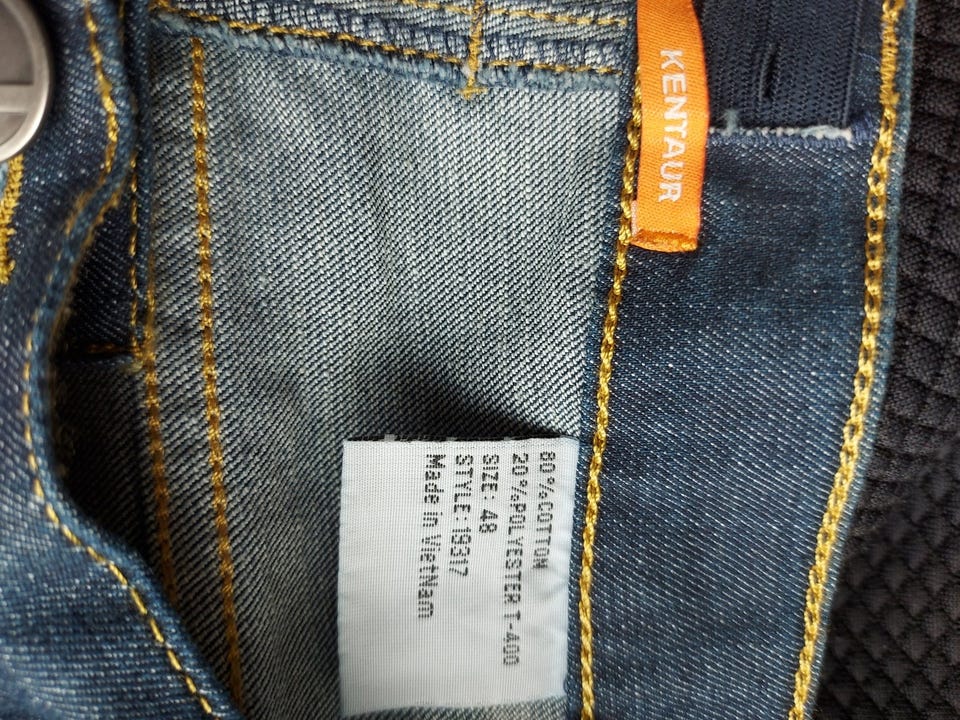 KENTAUR
80%COTTON
20%POLYESTER T-400
SIZE: 48
STYLE: 19317
Made in VietNam